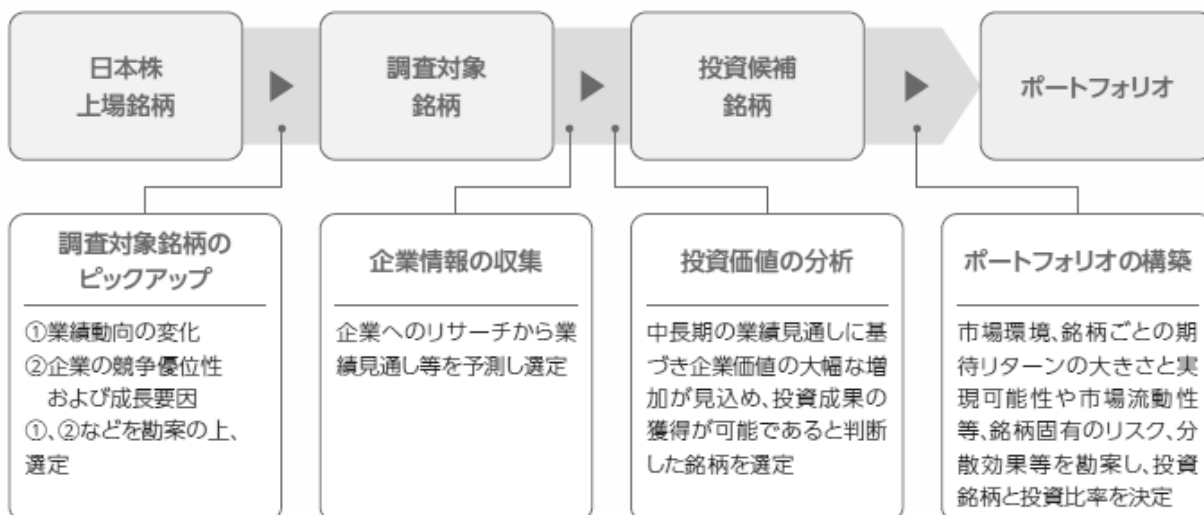 日本株
上場銘柄
調査対象
銘柄
投資候補
銘柄
ポートフォリオ
調査対象銘柄の
ピックアップ
①業績動向の変化
②企業の競争優位性
および成長要因
①、②などを勘案の上、
選定
企業情報の収集
企業へのリサーチから業
績見通し等を予測し選定
投資価値の分析
中長期の業績見通しに基
づき企業価値の大幅な増
加が見込め、投資成果の
獲得が可能であると判断
した銘柄を選定
ポートフォリオの構築
市場環境、銘柄ごとの期
待リターンの大きさと実
現可能性や市場流動性
等、銘柄固有のリスク、分
散効果等を勘案し、投資
銘柄と投資比率を決定